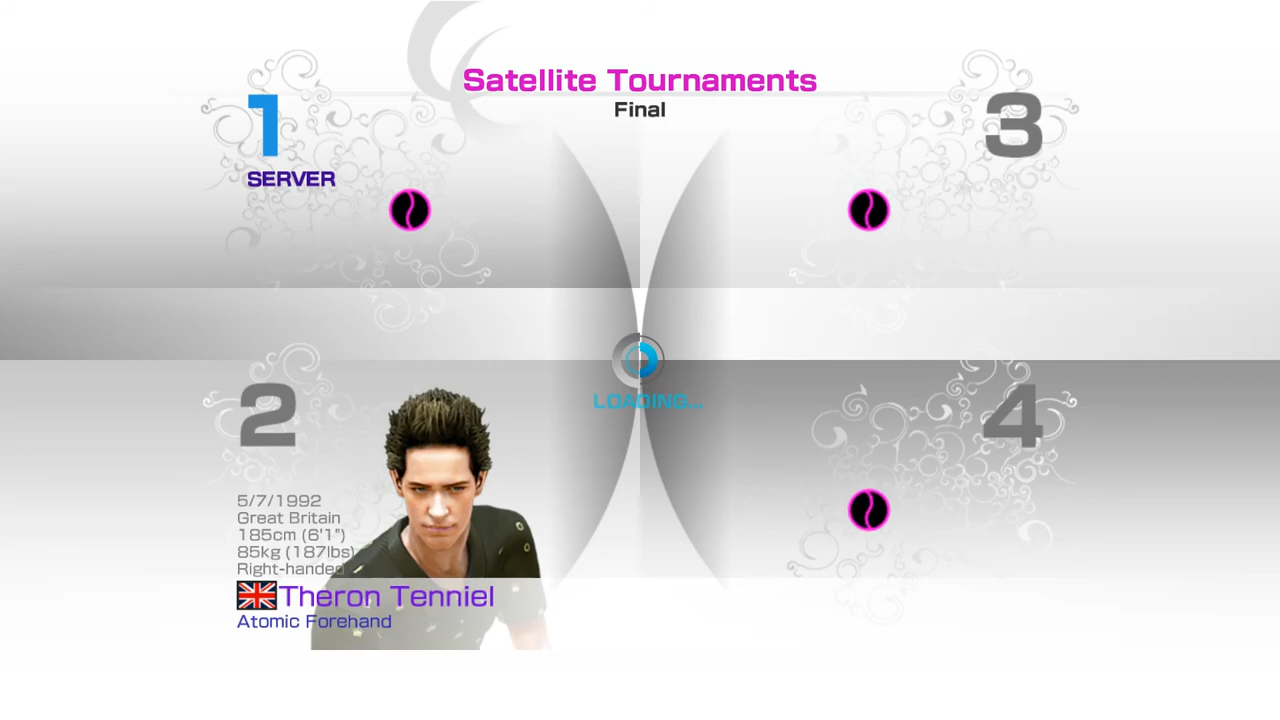 Satellite Tournaments
Final
1
SERVER
3
LOADING...
2
4
5/7/1992
Great Britain
185cm (6'1")
85kg (187lbs)
Right-handed
Theron Tenniel
Atomic Forehand